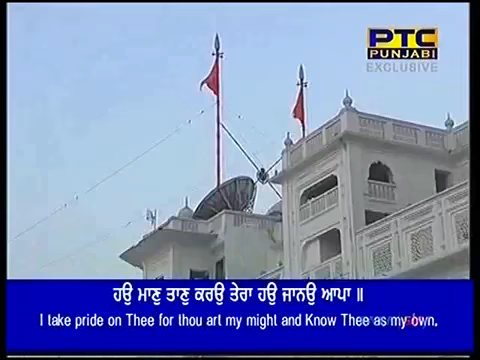 PTC
PUNJABI
EXCLUSIVE
ਹਉ ਮਾਣੁ ਤਾਣੁ ਕਰਉ ਤੇਰਾ ਹਉ ਜਾਨਉ ਆਪਾ ॥
I take pride on Thee for thou art my might and Know Thee as my own.